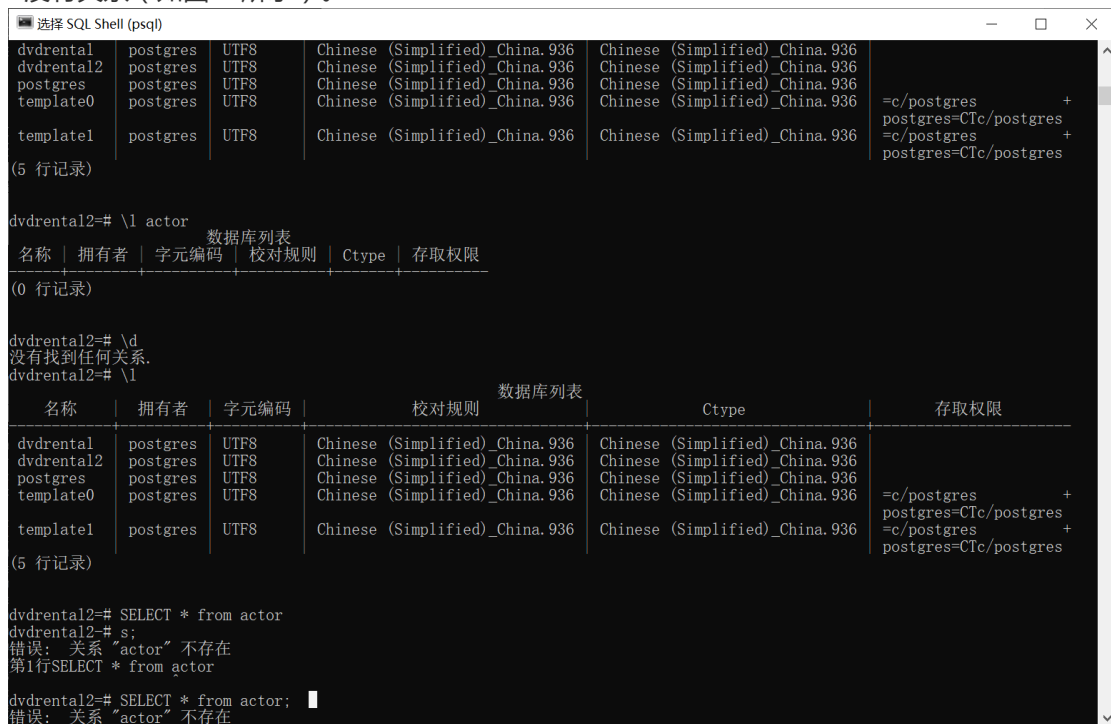 选择 SQL Shell (psql)
dvdrental | postgres | UTF8 | Chinese (Simplified)_China.936 | Chinese (Simplified)_China.936 |
dvdrental2 | postgres | UTF8 | Chinese (Simplified)_China.936 | Chinese (Simplified)_China.936 |
postgres | postgres | UTF8 | Chinese (Simplified)_China.936 | Chinese (Simplified)_China.936 |
template0 | postgres | UTF8 | Chinese (Simplified)_China.936 | Chinese (Simplified)_China.936 | =c/postgres +
postgres=CTc/postgres
template1 | postgres | UTF8 | Chinese (Simplified)_China.936 | Chinese (Simplified)_China.936 | =c/postgres +
postgres=CTc/postgres
(5 行记录)
dvdrental2=# \l actor
数据库列表
名称 | 拥有者 | 字元编码 | 校对规则 | Ctype | 存取权限
------+--------+----------+----------+-------+----------
(0 行记录)
dvdrental2=# \d
没有找到任何关系.
dvdrental2=# \l
数据库列表
名称 | 拥有者 | 字元编码 | 校对规则 | Ctype | 存取权限
dvdrental | postgres | UTF8 | Chinese (Simplified)_China.936 | Chinese (Simplified)_China.936 |
dvdrental2 | postgres | UTF8 | Chinese (Simplified)_China.936 | Chinese (Simplified)_China.936 |
postgres | postgres | UTF8 | Chinese (Simplified)_China.936 | Chinese (Simplified)_China.936 |
template0 | postgres | UTF8 | Chinese (Simplified)_China.936 | Chinese (Simplified)_China.936 | =c/postgres +
postgres=CTc/postgres
template1 | postgres | UTF8 | Chinese (Simplified)_China.936 | Chinese (Simplified)_China.936 | =c/postgres +
postgres=CTc/postgres
(5 行记录)
dvdrental2=# SELECT * from actor
dvdrental2-# s;
错误: 关系 "actor" 不存在
第1行SELECT * from actor
^
dvdrental2=# SELECT * from actor;
错误: 关系 "actor" 不存在